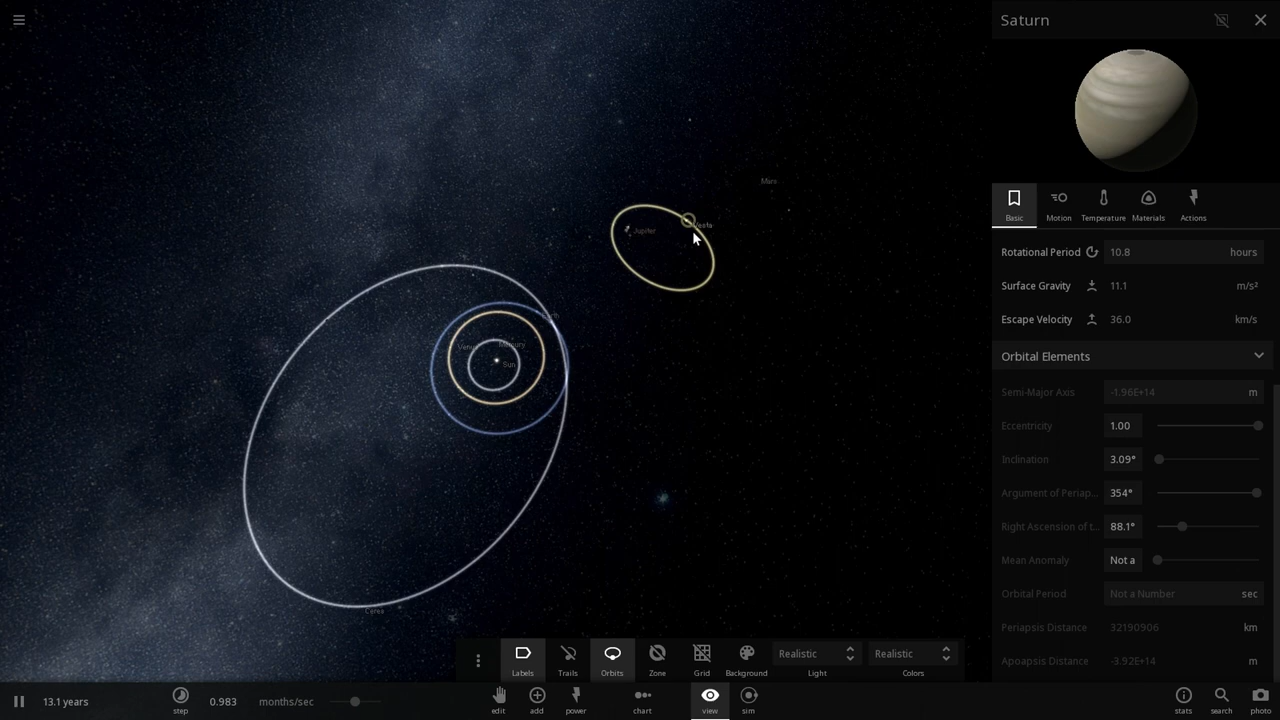 Saturn
Mars
Vesta
Jupiter
Earth
Mercury
Venus
Sun
Ceres
Basic
Motion
Temperature
Materials
Actions
Rotational Period 10.8 hours
Surface Gravity 11.1 m/s²
Escape Velocity 36.0 km/s
Orbital Elements
Semi-Major Axis -1.96E+14 m
Eccentricity 1.00
Inclination 3.09°
Argument of Periap... 354°
Right Ascension of t... 88.1°
Mean Anomaly Not a
Orbital Period Not a Number sec
Periapsis Distance 32190906 km
Apoapsis Distance -3.92E+14 m
Labels
Trails
Orbits
Zone
Grid
Background
Realistic
Light
Realistic
Colors
13.1 years
step
0.983 months/sec
edit
add
power
chart
view
sim
stats
search
photo